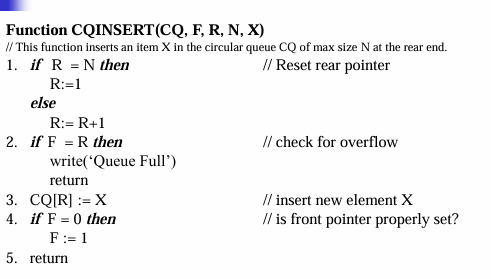 Function CQINSERT(CQ, F, R, N, X)
// This function inserts an item X in the circular queue CQ of max size N at the rear end.
1. if R = N then // Reset rear pointer
R:=1
else
R:= R+1
2. if F = R then // check for overflow
write(‘Queue Full’)
return
3. CQ[R] := X // insert new element X
4. if F = 0 then // is front pointer properly set?
F := 1
5. return